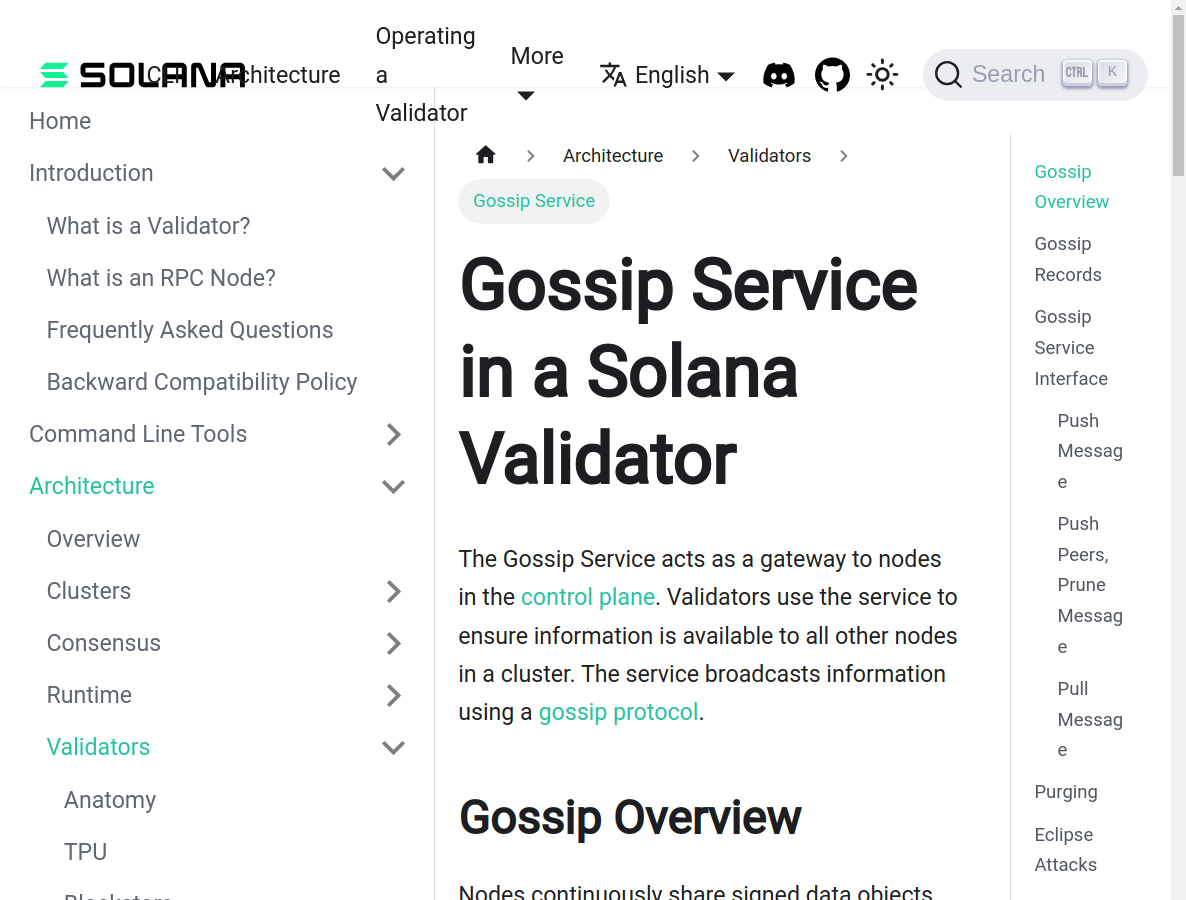 SOLANA
CLI
Architecture
Operating
a
Validator
More
English
Search
CTRL
K
Home
Introduction
What is a Validator?
What is an RPC Node?
Frequently Asked Questions
Backward Compatibility Policy
Command Line Tools
Architecture
Overview
Clusters
Consensus
Runtime
Validators
Anatomy
TPU
Blockstore
Architecture
Validators
Gossip Service
Gossip Service
in a Solana
Validator
The Gossip Service acts as a gateway to nodes
in the control plane. Validators use the service to
ensure information is available to all other nodes
in a cluster. The service broadcasts information
using a gossip protocol.
Gossip Overview
Nodes continuously share signed data objects
Gossip
Overview
Gossip
Records
Gossip
Service
Interface
Push
Messag
e
Push
Peers,
Prune
Messag
e
Pull
Messag
e
Purging
Eclipse
Attacks